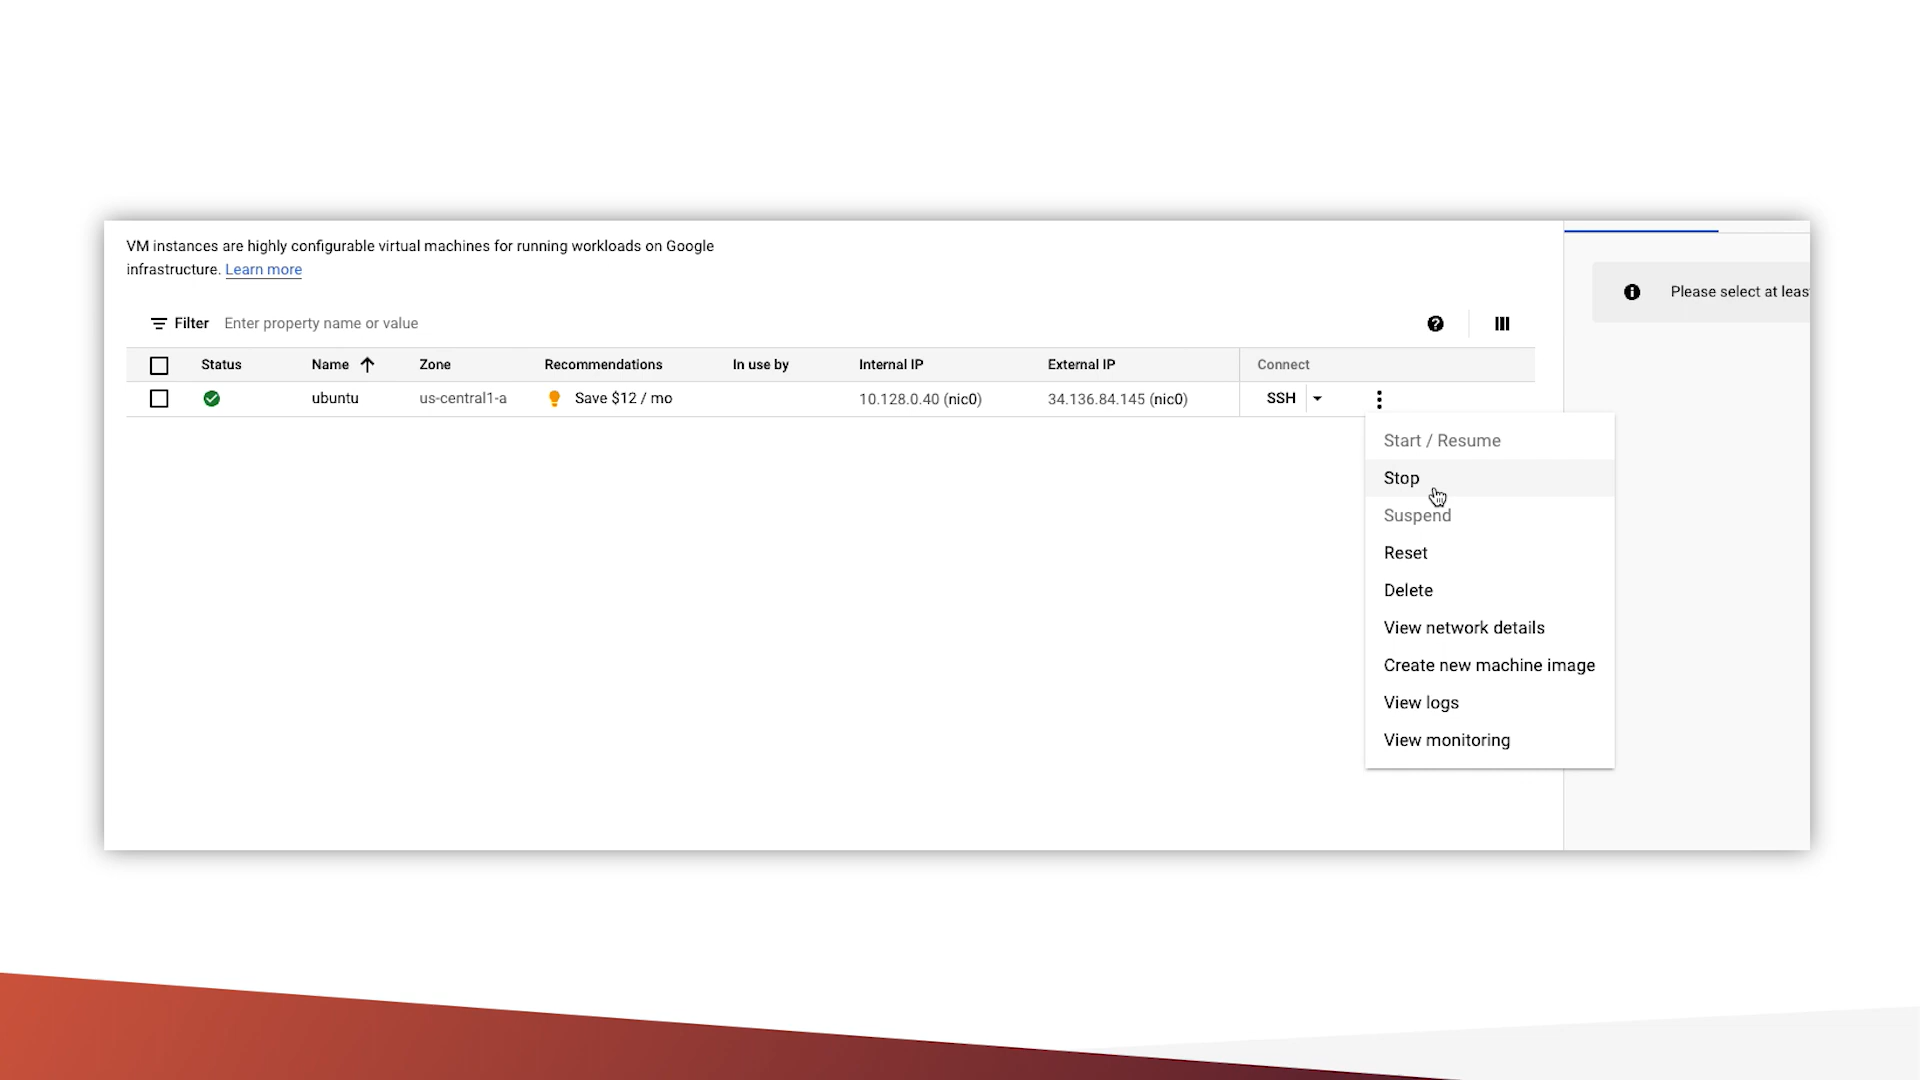 VM instances are highly configurable virtual machines for running workloads on Google
infrastructure. Learn more
Please select at leas
Filter Enter property name or value
Status Name Zone Recommendations In use by Internal IP External IP Connect
ubuntu us-central1-a Save $12 / mo 10.128.0.40 (nic0) 34.136.84.145 (nic0) SSH
Start / Resume
Stop
Suspend
Reset
Delete
View network details
Create new machine image
View logs
View monitoring